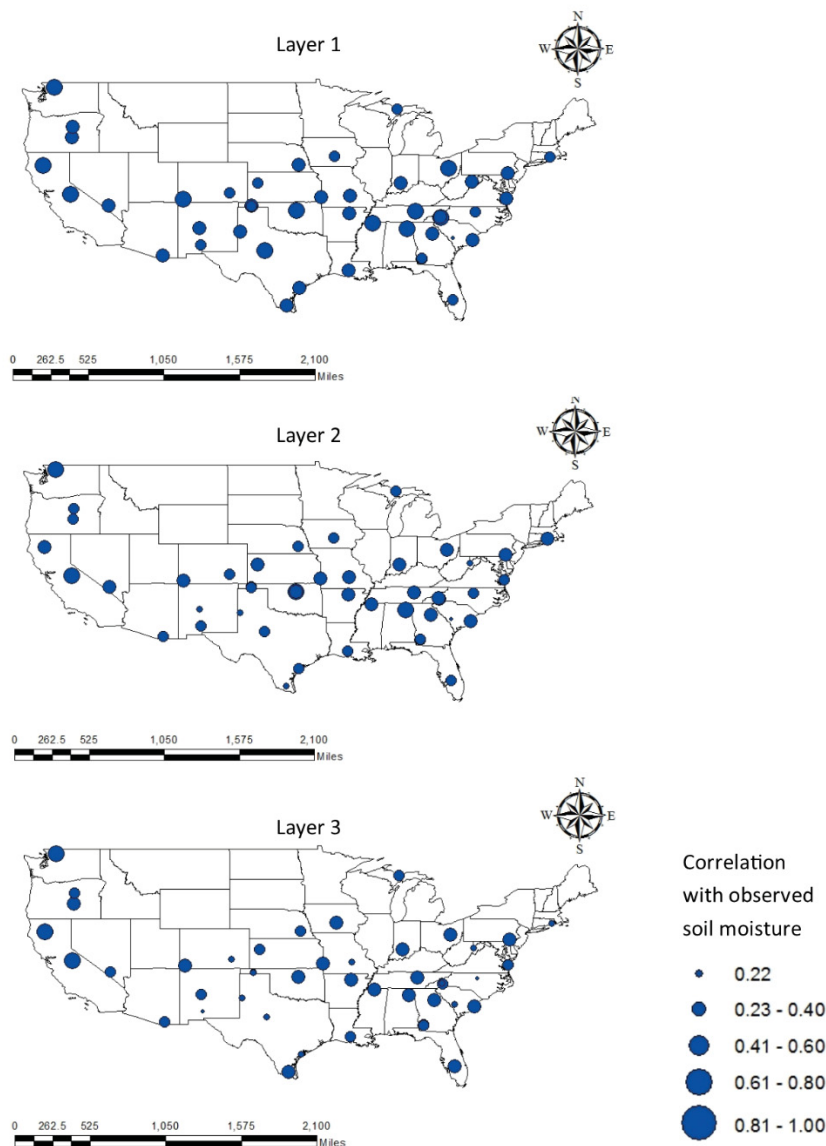 N
Layer 1
W
E
S
0 262.5 525 1,050 1,575 2,100
Miles
N
Layer 2
W
E
S
0 262.5 525 1,050 1,575 2,100
Miles
N
Layer 3
W
E
S
Correlation
with observed
soil moisture
0.22
0.23 - 0.40
0.41 - 0.60
0.61 - 0.80
0.81 - 1.00
0 262.5 525 1,050 1,575 2,100
Miles